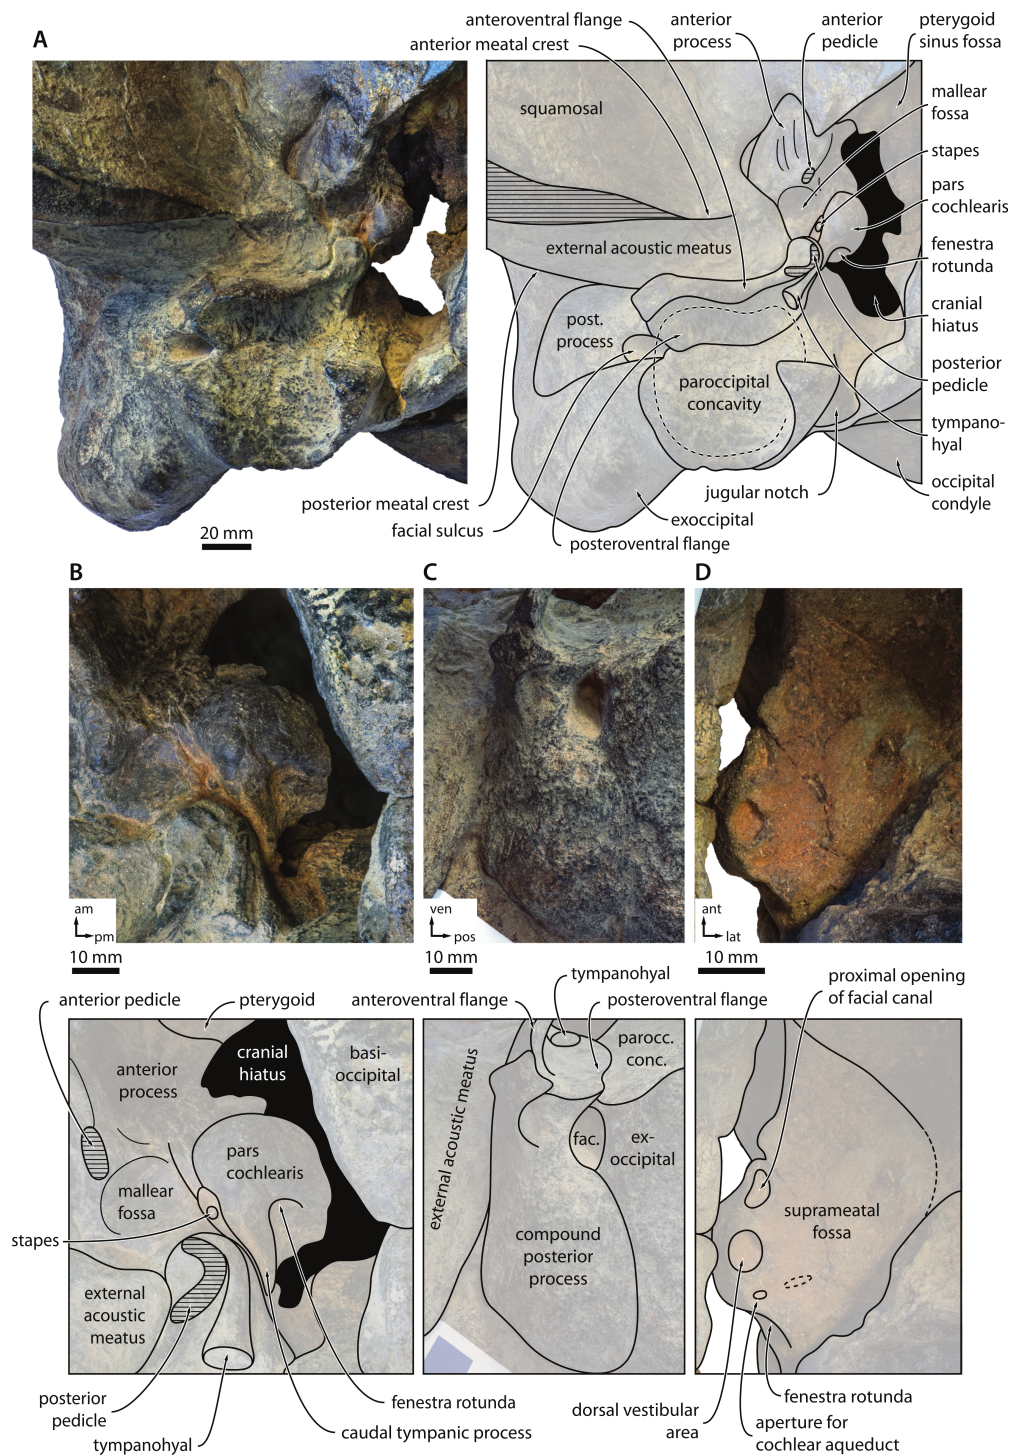 A
anteroventral flange
anterior meatal crest
anterior
process
anterior
pedicle
pterygoid
sinus fossa
squamosal
mallear
fossa
stapes
pars
cochlearis
external acoustic meatus
fenestra
rotunda
cranial
hiatus
post.
process
paroccipital
concavity
posterior
pedicle
tympano-
hyal
occipital
condyle
posterior meatal crest
jugular notch
facial sulcus
exoccipital
posteroventral flange
20 mm
B
C
D
am
pm
10 mm
ven
pos
10 mm
ant
lat
10 mm
anterior pedicle
pterygoid
anteroventral flange
tympanohyal
posteroventral flange
proximal opening
of facial canal
anterior
process
cranial
hiatus
basi-
occipital
pars
cochlearis
mallear
fossa
stapes
external
acoustic
meatus
posterior
pedicle
tympanohyal
fenestra rotunda
caudal tympanic process
external acoustic meatus
parocc.
conc.
fac.
ex-
occipital
compound
posterior
process
suprameatal
fossa
dorsal vestibular
area
fenestra rotunda
aperture for
cochlear aqueduct